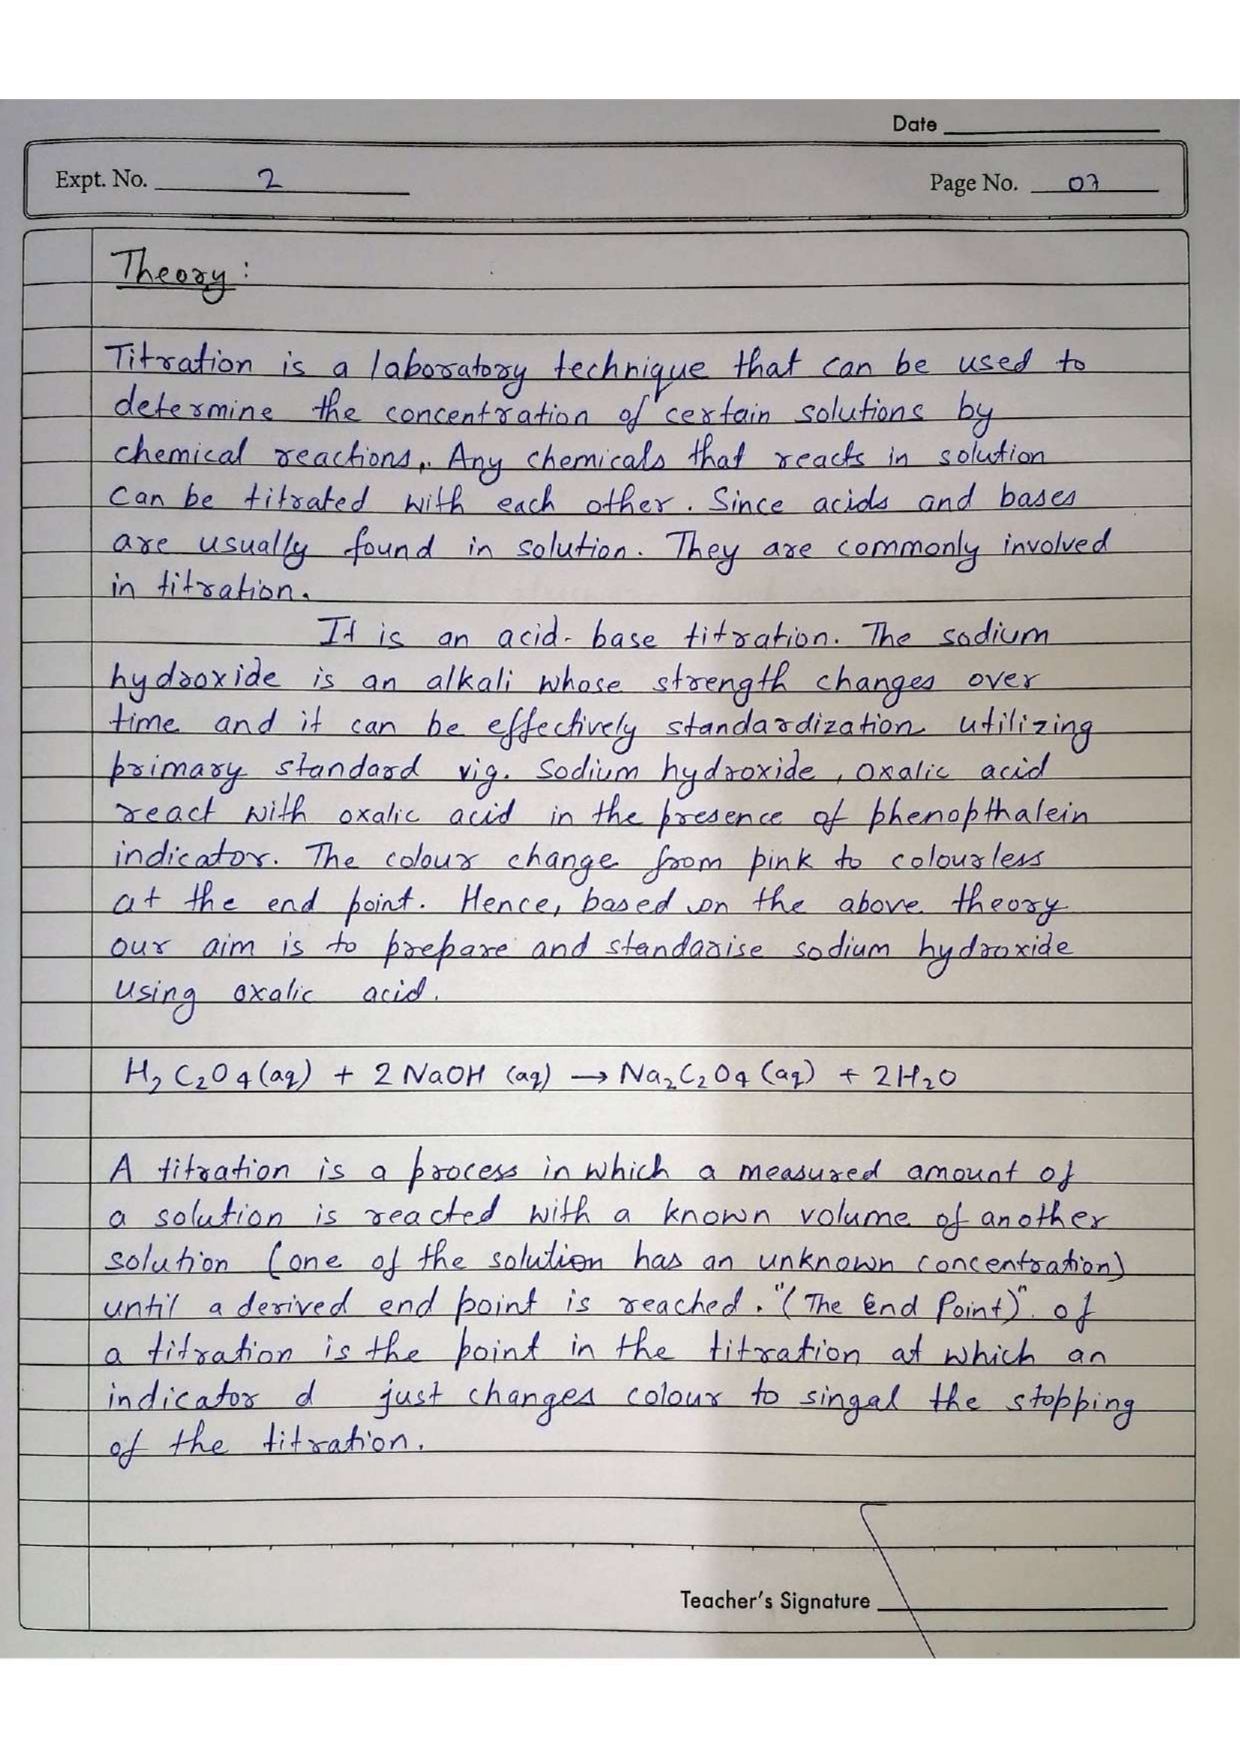 Date
Expt. No. 2
Page No. 07
Theory:
Titration is a laboratory technique that can be used to
determine the concentration of certain solutions by
chemical reactions,. Any chemicals that reacts in solution
can be titrated with each other. Since acids and bases
are usually found in solution. They are commonly involved
in titration.
It is an acid-base titration. The sodium
hydroxide is an alkali whose strength changes over
time and it can be effectively standardization utilizing
primary standard vig. Sodium hydroxide, oxalic acid
react with oxalic acid in the presence of phenopthalein
indicator. The colour change from pink to colourless
at the end point. Hence, based on the above theory
our aim is to prepare and standarise sodium hydroxide
using oxalic acid.
H₂C₂O₄(aq) + 2 NaOH (aq) → Na₂C₂O₄(aq) + 2H₂O
A titration is a process in which a measured amount of
a solution is reacted with a known volume of another
solution (one of the solution has an unknown concentration)
until a derived end point is reached. "(The End Point)" of
a titration is the point in the titration at which an
indicator d just changes colour to singal the stopping
of the titration.
Teacher's Signature